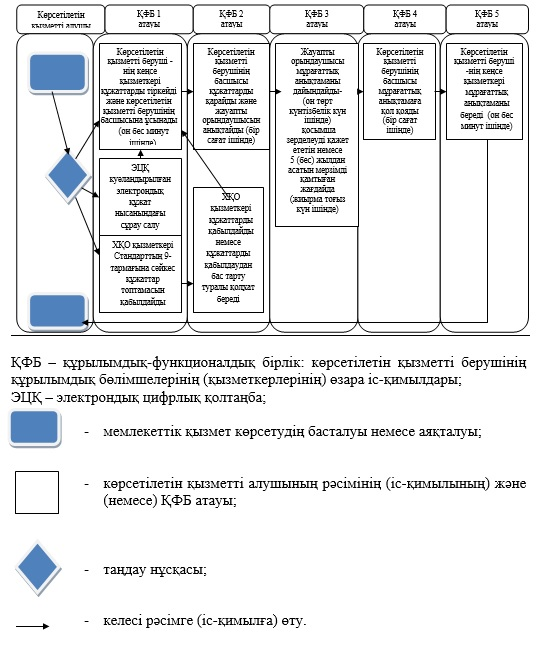 Көрсетілетін
қызметті алушы
ҚФБ 1
атауы
ҚФБ 2
атауы
ҚФБ 3
атауы
ҚФБ 4
атауы
ҚФБ 5
атауы
Көрсетілетін
қызметті беруші -
нің кеңсе
қызметкері
құжаттарды тіркейді
және көрсетілетін
қызметті берушінің
басшысына ұсынады
(он бес минут
ішінде)
Көрсетілетін
қызметті
берушінің
басшысы
құжаттарды
қарайды және
жауапты
орындаушысын
анықтайды (бір
сағат ішінде)
Жауапты
орындаушысы
мұрағаттық
анықтаманы
дайындайды-
(он төрт
күнтізбелік күн
ішінде)
қосымша
зерделеуді қажет
ететін немесе
5 (бес) жылдан
асатын мерзімді
қамтыған
жағдайда
(жиырма тоғыз
күн ішінде)
Көрсетілетін
қызметті
берушінің
басшысы
мұрағаттық
анықтамаға
қол қояды
(бір сағат
ішінде)
Көрсетілетін
қызметті беруші
-нің кеңсе
қызметкері
мұрағаттық
анықтаманы
береді (он бес
минут ішінде)
ЭЦҚ
куәландырылған
электрондық
құжат
нысанындағы
сұрау салу
ХҚО қызметкері
Стандарттың 9-
тармағына сәйкес
құжаттар
топтамасын
қабылдайды
ХҚО
қызметкері
құжаттарды
қабылдайды
немесе
құжаттарды
қабылдаудан
бас тарту
туралы қолхат
береді
ҚФБ – құрылымдық-функционалдық бірлік: көрсетілетін қызметті берушінің
құрылымдық бөлімшелерінің (қызметкерлерінің) өзара іс-қимылдары;
ЭЦҚ – электрондық цифрлық қолтаңба;
- мемлекеттік қызмет көрсетудің басталуы немесе аяқталуы;
- көрсетілетін қызметті алушының рәсімінің (іс-қимылының) және
(немесе) ҚФБ атауы;
- таңдау нұсқасы;
- келесі рәсімге (іс-қимылға) өту.